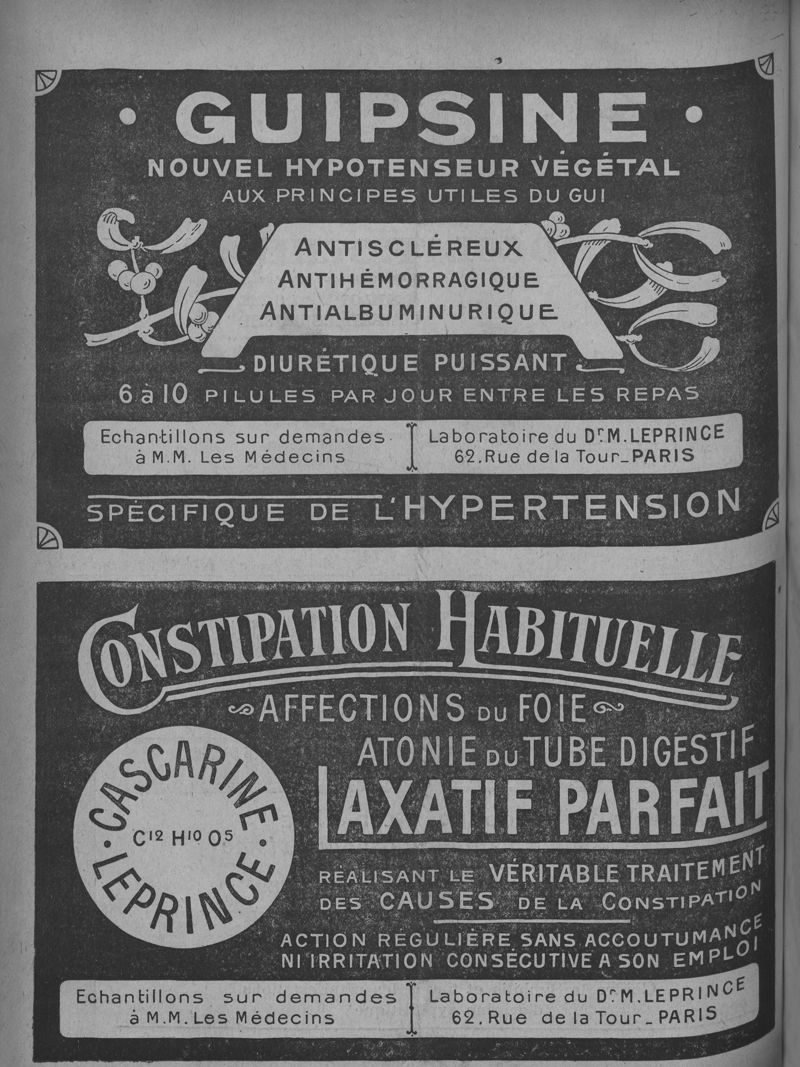 • GUIPSINE •
NOUVEL HYPOTENSEUR VÉGÉTAL
AUX PRINCIPES UTILES DU GUI
ANTISCLÉREUX
ANTIHÉMORRAGIQUE
ANTIALBUMINURIQUE
DIURÉTIQUE PUISSANT
6 à 10 PILULES PAR JOUR ENTRE LES REPAS
Echantillons sur demandes
à M.M. Les Médecins
Laboratoire du Dr. M. LEPRINCE
62, Rue de la Tour_PARIS
SPÉCIFIQUE DE L'HYPERTENSION
CONSTIPATION HABITUELLE
AFFECTIONS DU FOIE
ATONIE DU TUBE DIGESTIF
LAXATIF PARFAIT
CASCARINE
C12 H10 O5
• LEPRINCE •
RÉALISANT LE VÉRITABLE TRAITEMENT
DES CAUSES DE LA CONSTIPATION
ACTION RÉGULIÈRE SANS ACCOUTUMANCE
NI IRRITATION CONSÉCUTIVE A SON EMPLOI
Echantillons sur demandes
à M.M. Les Médecins
Laboratoire du Dr. M. LEPRINCE
62, Rue de la Tour_PARIS